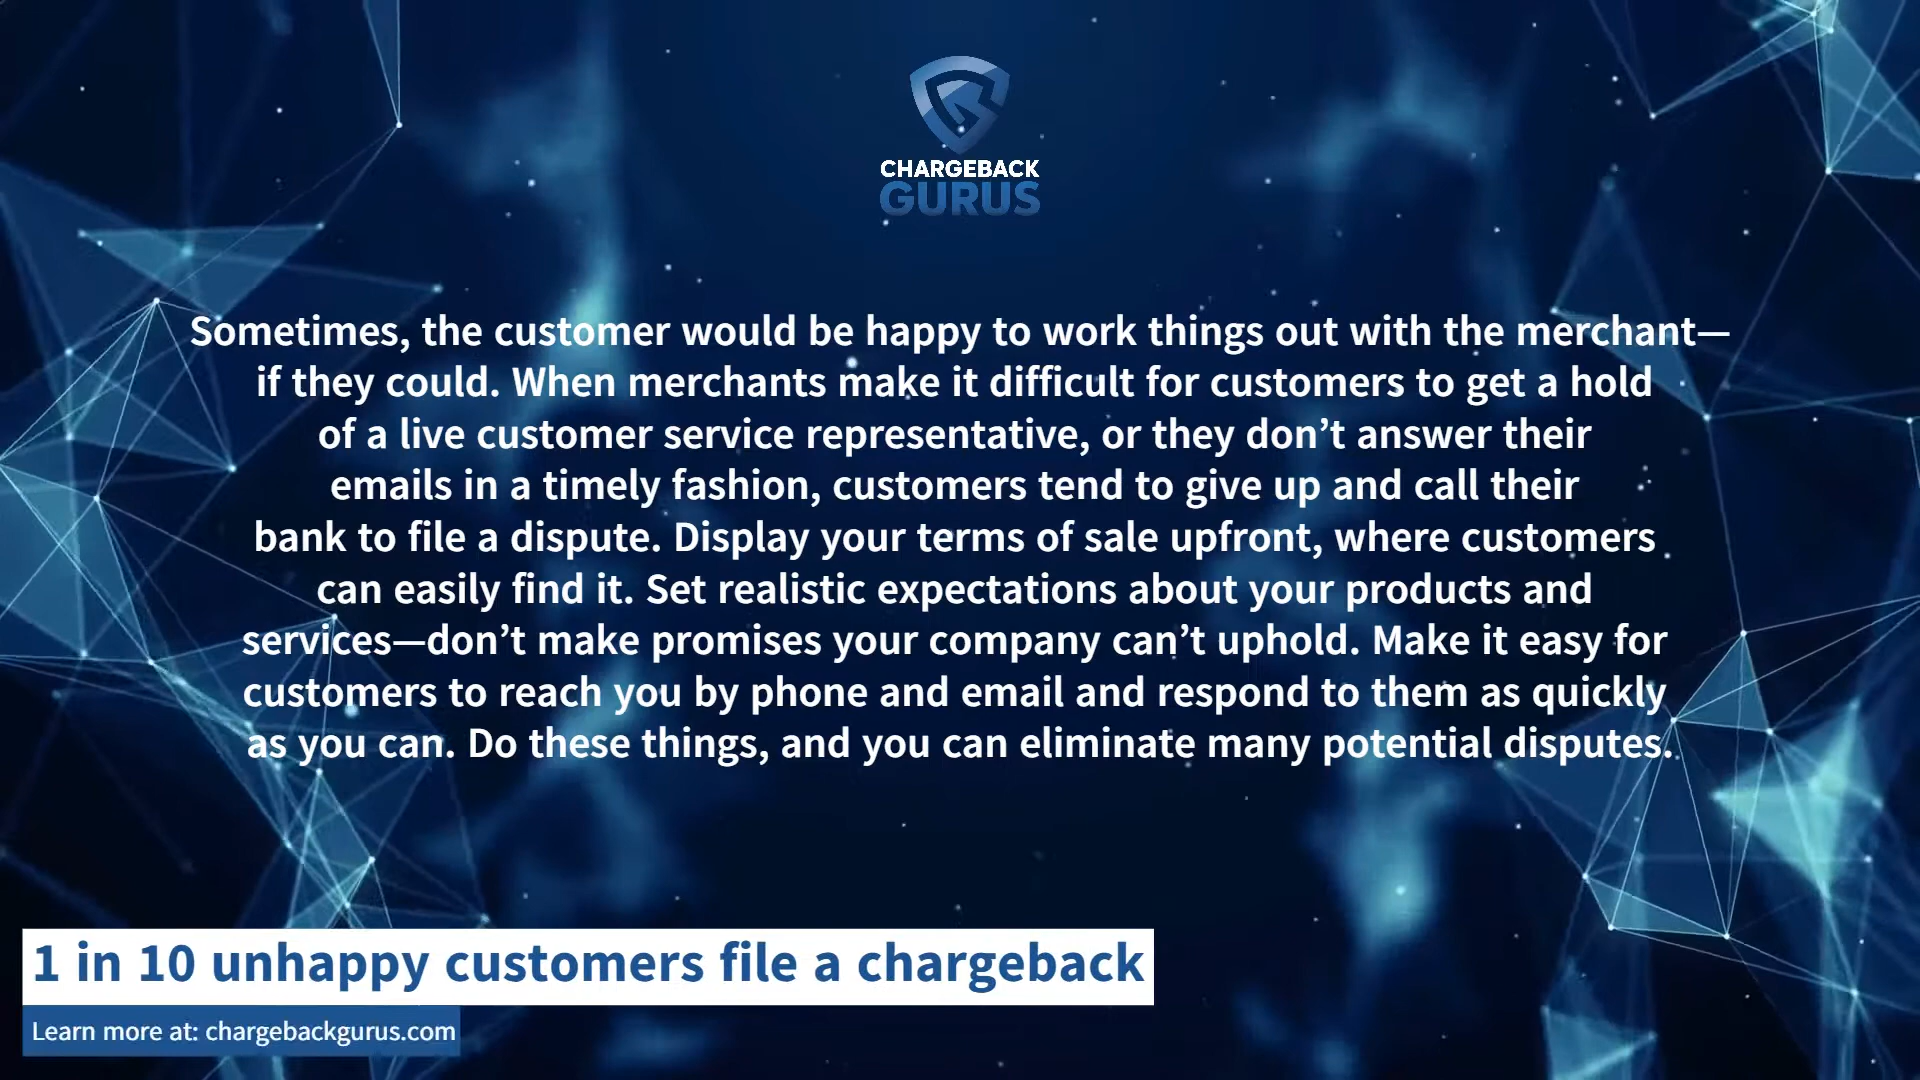 CHARGEBACK
GURUS
Sometimes, the customer would be happy to work things out with the merchant—
if they could. When merchants make it difficult for customers to get a hold
of a live customer service representative, or they don’t answer their
emails in a timely fashion, customers tend to give up and call their
bank to file a dispute. Display your terms of sale upfront, where customers
can easily find it. Set realistic expectations about your products and
services—don’t make promises your company can’t uphold. Make it easy for
customers to reach you by phone and email and respond to them as quickly
as you can. Do these things, and you can eliminate many potential disputes.
1 in 10 unhappy customers file a chargeback
Learn more at: chargebackgurus.com